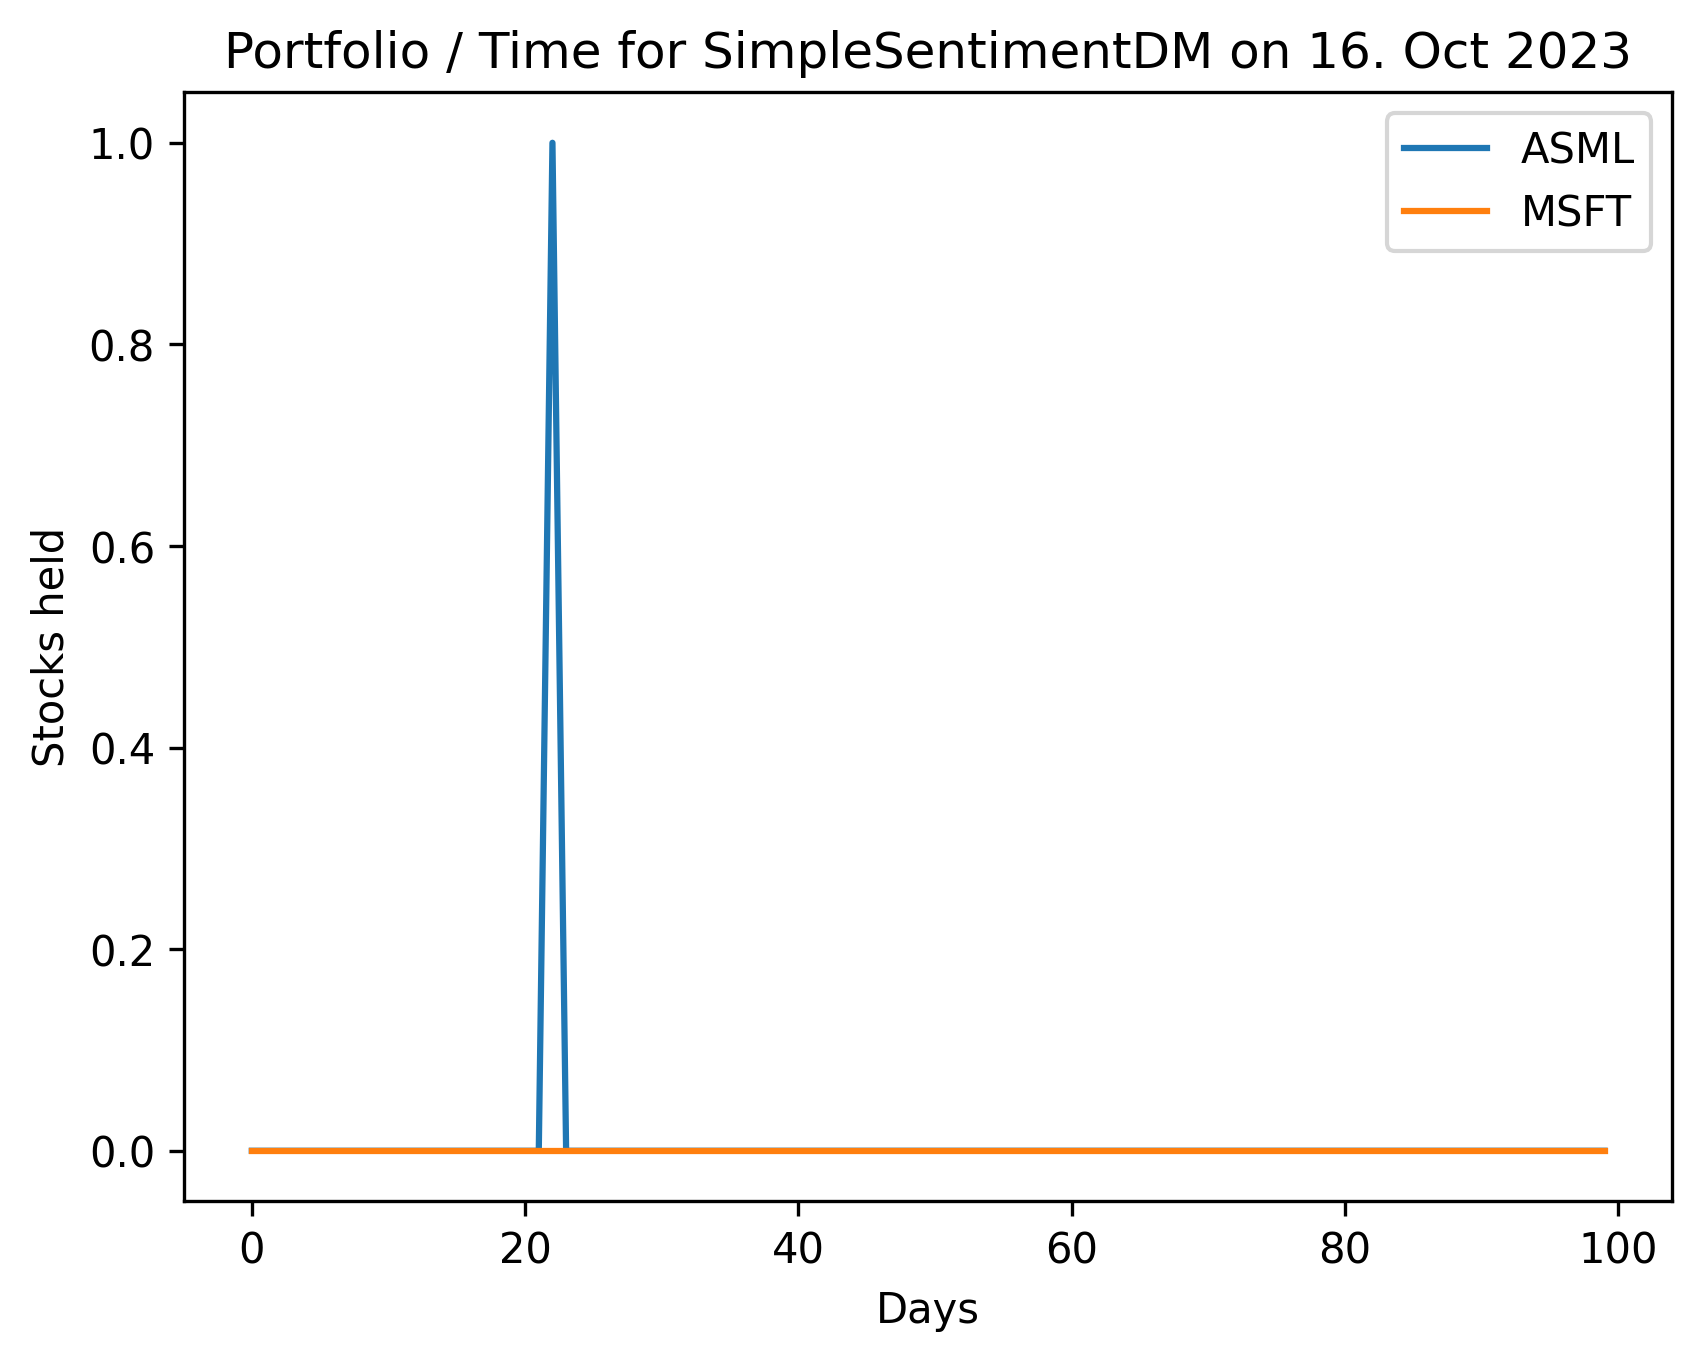 Portfolio / Time for SimpleSentimentDM on 16. Oct 2023
ASML
MSFT
1.0
0.8
0.6
0.4
0.2
0.0
Stocks held
0 20 40 60 80 100
Days